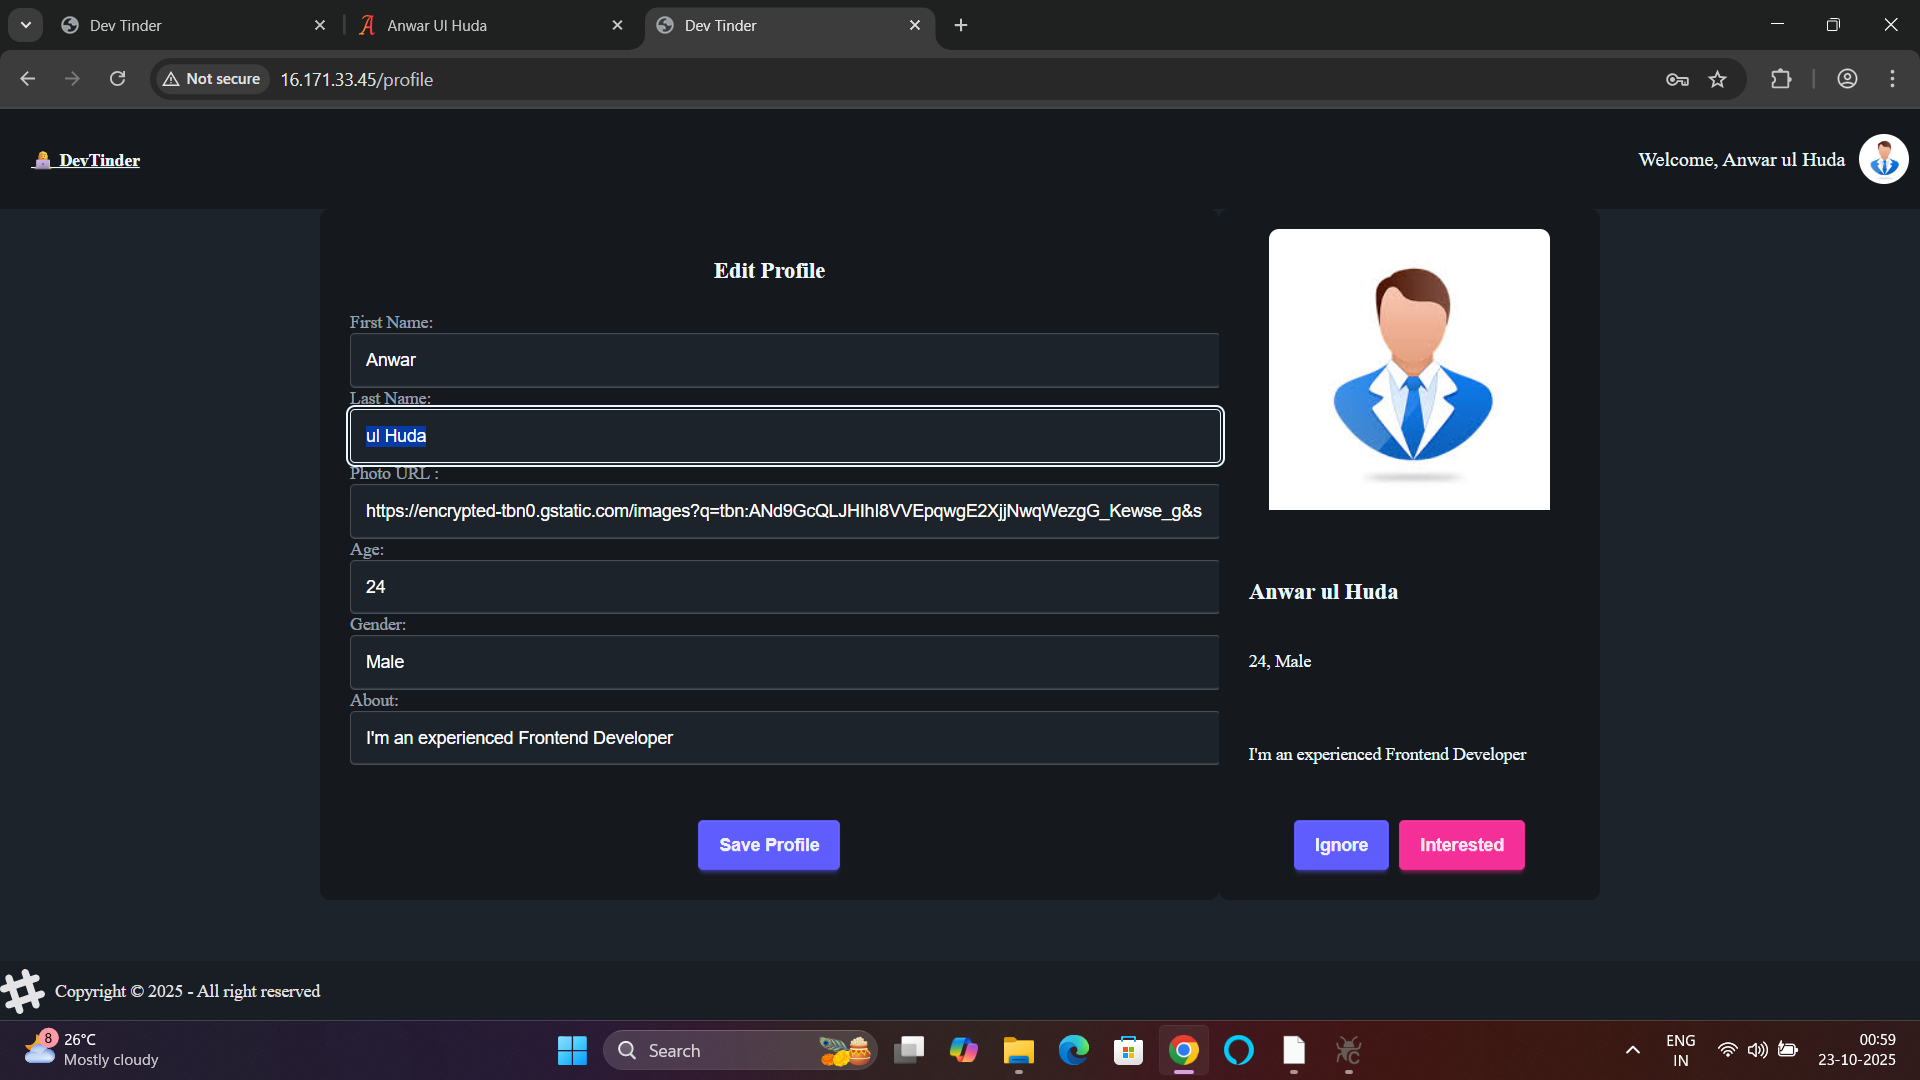 Dev Tinder
Anwar Ul Huda
Dev Tinder
Not secure
16.171.33.45/profile
DevTinder
Welcome, Anwar ul Huda
Edit Profile
First Name:
Anwar
Last Name:
ul Huda
Photo URL :
https://encrypted-tbn0.gstatic.com/images?q=tbn:ANd9GcQLJHIhI8VVEpqwgE2XjjNwqWezgG_Kewse_g&s
Age:
24
Gender:
Male
About:
I'm an experienced Frontend Developer
Save Profile
Anwar ul Huda
24, Male
I'm an experienced Frontend Developer
Ignore
Interested
Copyright © 2025 - All right reserved
8
26°C
Mostly cloudy
Search
ENG
IN
00:59
23-10-2025